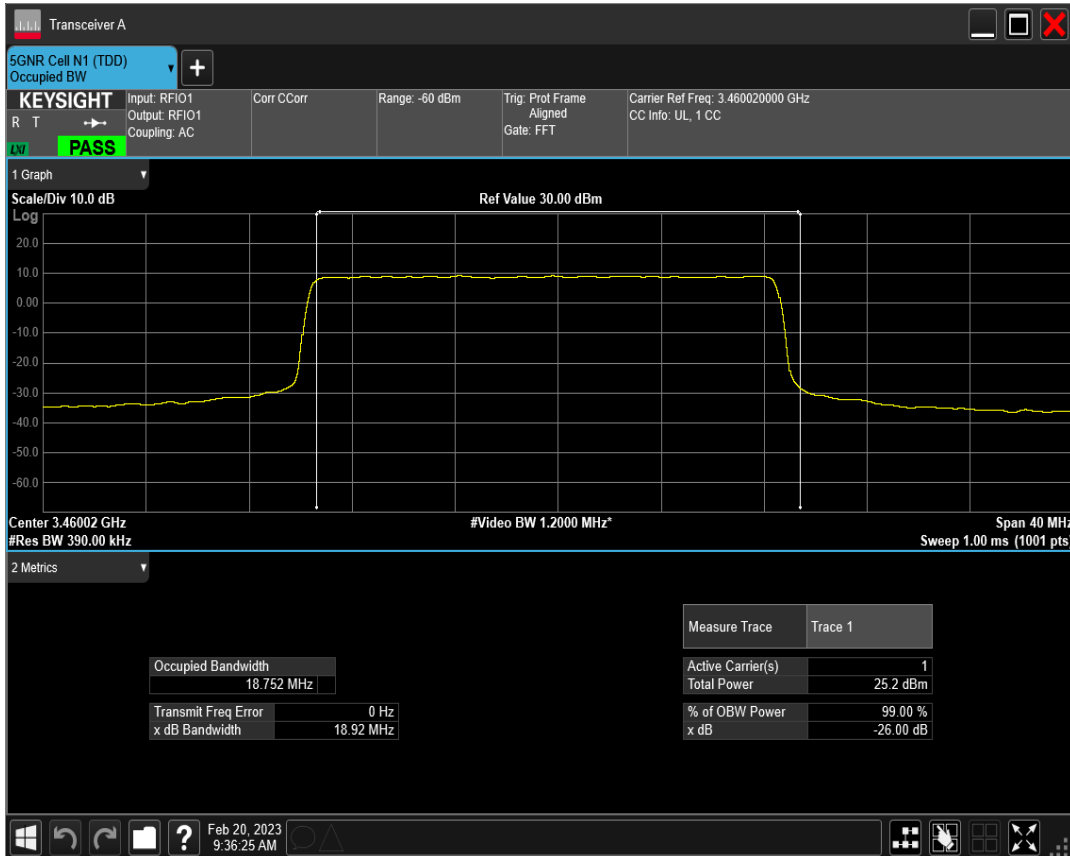 Transceiver A
5GNR Cell N1 (TDD)
Occupied BW
+
KEYSIGHT
R T
LXI
PASS
Input: RFIO1
Output: RFIO1
Coupling: AC
Corr CCorr
Range: -60 dBm
Trig: Prot Frame
Aligned
Gate: FFT
Carrier Ref Freq: 3.460020000 GHz
CC Info: UL, 1 CC
1 Graph
Scale/Div 10.0 dB
Ref Value 30.00 dBm
Log
20.0
10.0
0.00
-10.0
-20.0
-30.0
-40.0
-50.0
-60.0
Center 3.46002 GHz
#Video BW 1.2000 MHz*
Span 40 MHz
#Res BW 390.00 kHz
Sweep 1.00 ms (1001 pts)
2 Metrics
Measure Trace Trace 1
Occupied Bandwidth
18.752 MHz
Active Carrier(s) 1
Total Power 25.2 dBm
Transmit Freq Error 0 Hz
x dB Bandwidth 18.92 MHz
% of OBW Power 99.00 %
x dB -26.00 dB
?
Feb 20, 2023
9:36:25 AM